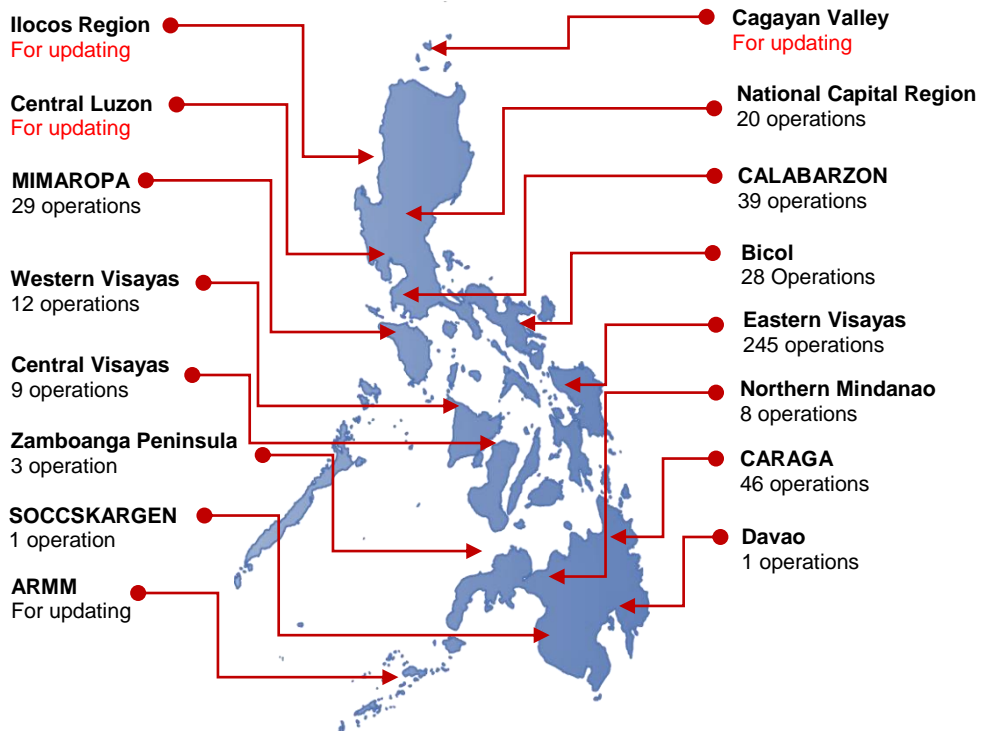 Ilocos Region
For updating
Central Luzon
For updating
MIMAROPA
29 operations
Western Visayas
12 operations
Central Visayas
9 operations
Zamboanga Peninsula
3 operation
SOCCSKARGEN
1 operation
ARMM
For updating
Cagayan Valley
For updating
National Capital Region
20 operations
CALABARZON
39 operations
Bicol
28 Operations
Eastern Visayas
245 operations
Northern Mindanao
8 operations
CARAGA
46 operations
Davao
1 operations